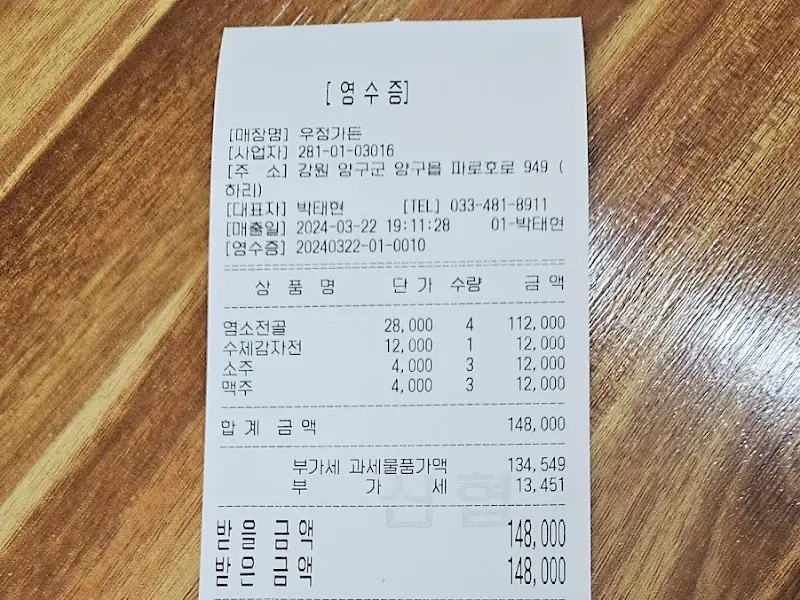 [영수증]
[매장명] 우정가든
[사업자] 281-01-03016
[주 소] 강원 양구군 양구읍 파로호로 949 (
하리)
[대표자] 박태현 [TEL] 033-481-8911
[매출일] 2024-03-22 19:11:28 01-박태현
[영수증] 20240322-01-0010
상 품 명 단 가 수량 금 액
염소전골 28,000 4 112,000
수제감자전 12,000 1 12,000
소주 4,000 3 12,000
맥주 4,000 3 12,000
합 계 금 액 148,000
부가세 과세물품가액 134,549
부 가 세 13,451
신협
받을 금액 148,000
받은 금액 148,000